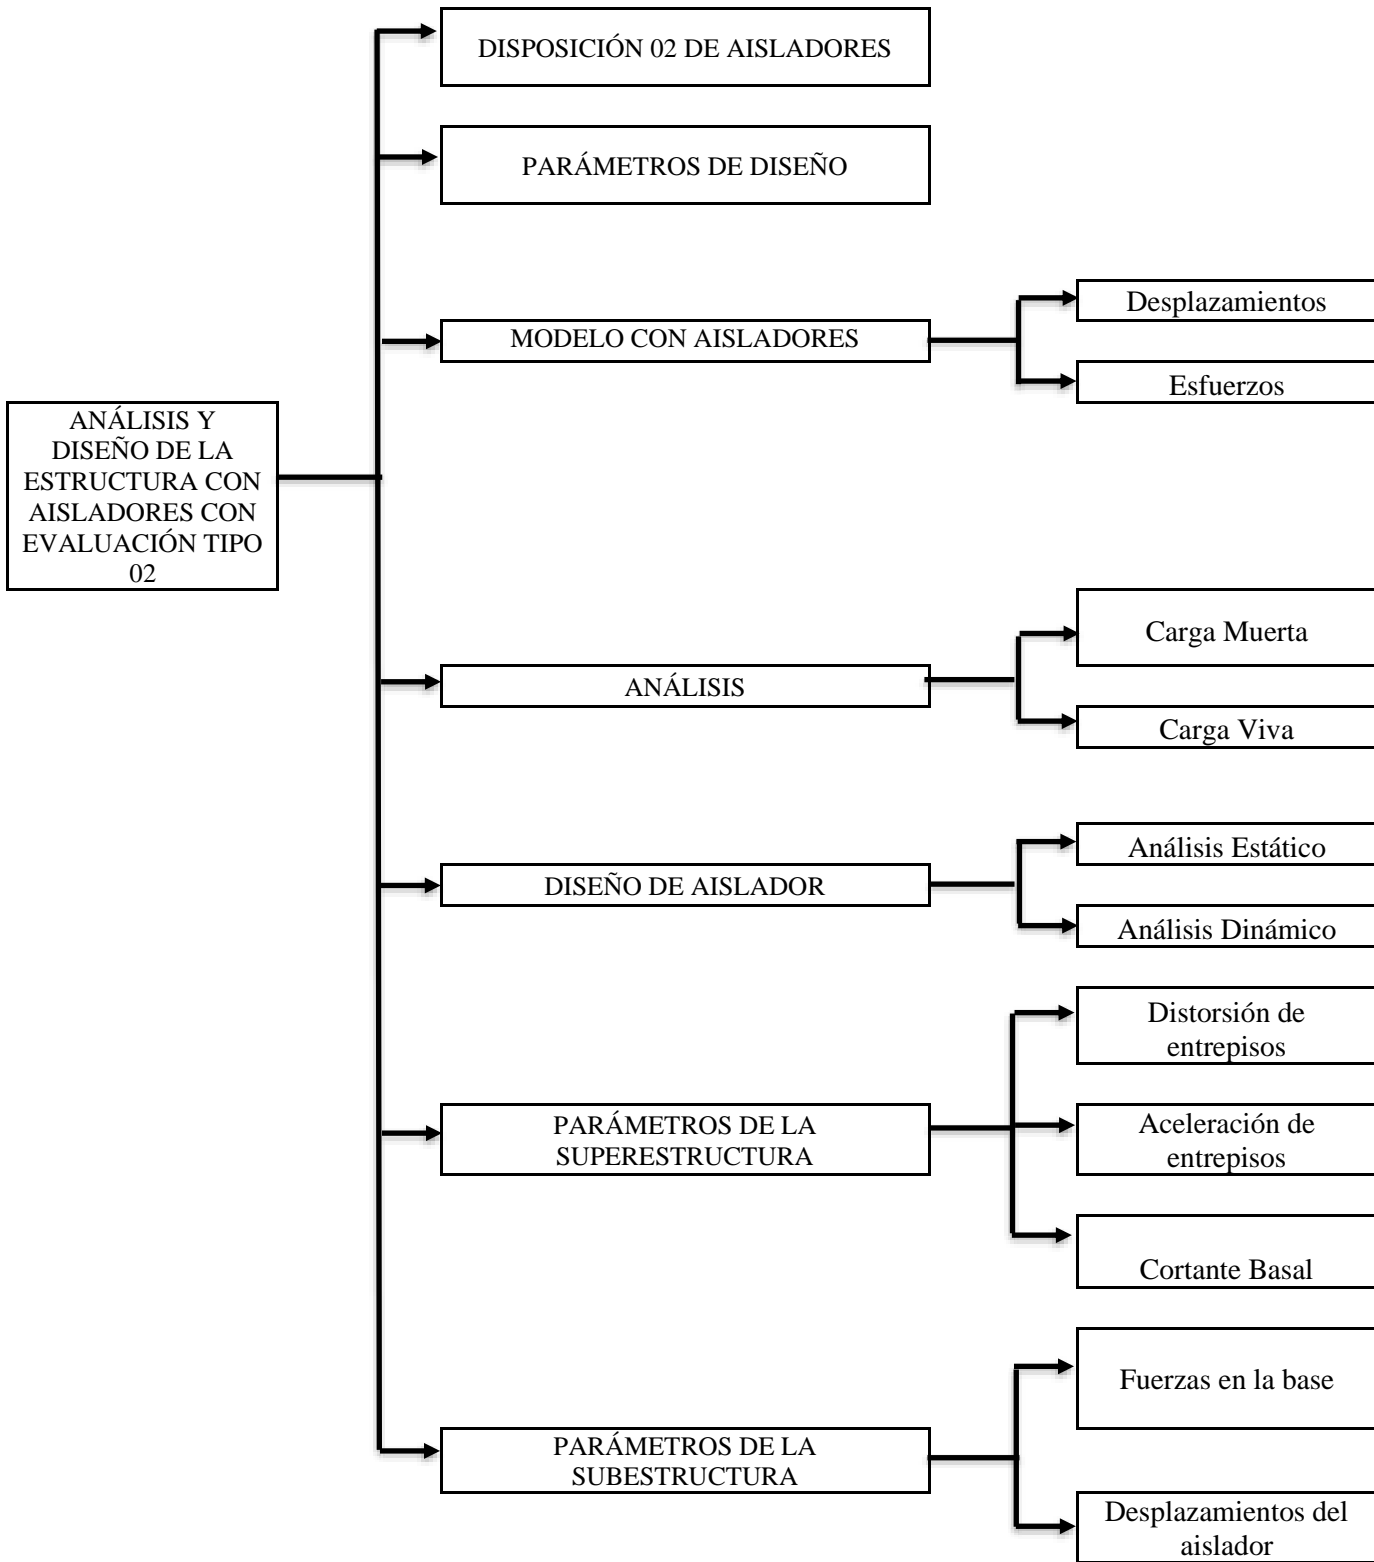 DISPOSICIÓN 02 DE AISLADORES
PARÁMETROS DE DISEÑO
MODELO CON AISLADORES
Desplazamientos
Esfuerzos
ANÁLISIS Y
DISEÑO DE LA
ESTRUCTURA CON
AISLADORES CON
EVALUACIÓN TIPO
02
ANÁLISIS
Carga Muerta
Carga Viva
DISEÑO DE AISLADOR
Análisis Estático
Análisis Dinámico
PARÁMETROS DE LA
SUPERESTRUCTURA
Distorsión de
entrepisos
Aceleración de
entrepisos
Cortante Basal
PARÁMETROS DE LA
SUBESTRUCTURA
Fuerzas en la base
Desplazamientos del
aislador